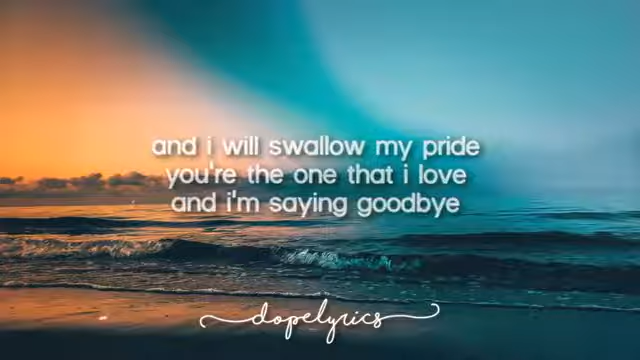 and i will swallow my pride
you're the one that i love
and i'm saying goodbye
dopelyrics